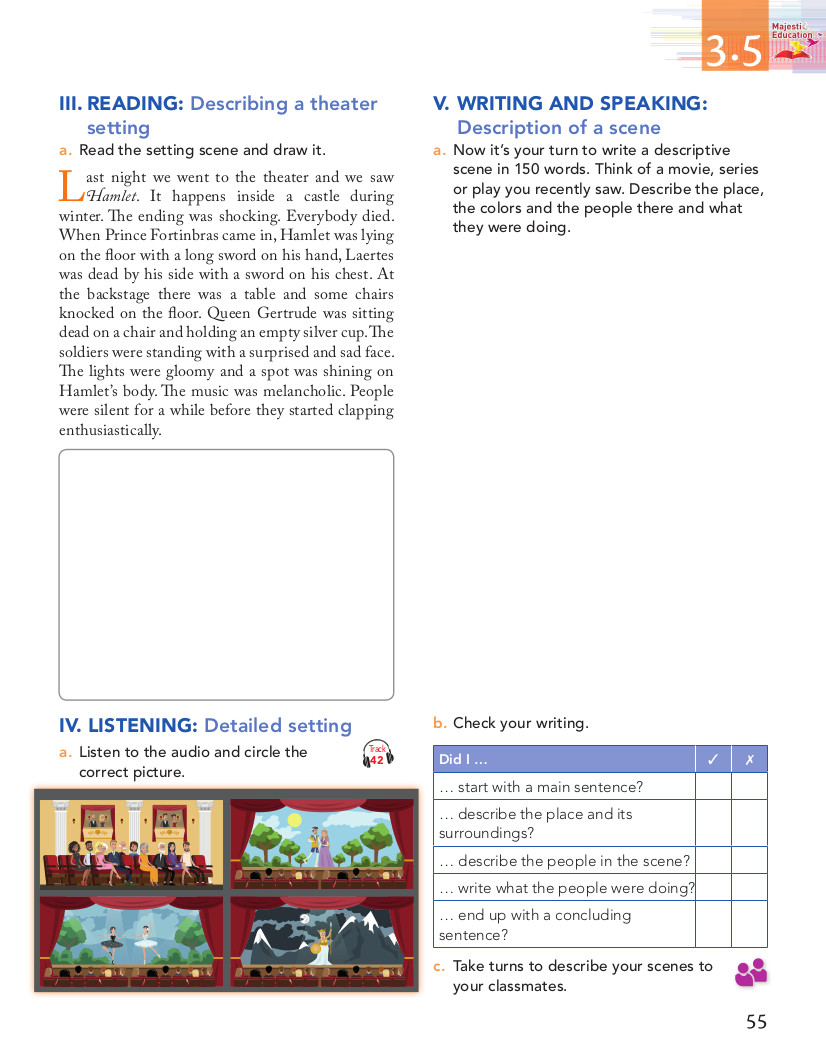 3.5
Majestic
Education
III. READING: Describing a theater
setting
a. Read the setting scene and draw it.
Last night we went to the theater and we saw
Hamlet. It happens inside a castle during
winter. The ending was shocking. Everybody died.
When Prince Fortinbras came in, Hamlet was lying
on the floor with a long sword on his hand, Laertes
was dead by his side with a sword on his chest. At
the backstage there was a table and some chairs
knocked on the floor. Queen Gertrude was sitting
dead on a chair and holding an empty silver cup. The
soldiers were standing with a surprised and sad face.
The lights were gloomy and a spot was shining on
Hamlet's body. The music was melancholic. People
were silent for a while before they started clapping
enthusiastically.
IV. LISTENING: Detailed setting
a. Listen to the audio and circle the
correct picture.
Track
42
V. WRITING AND SPEAKING:
Description of a scene
a. Now it's your turn to write a descriptive
scene in 150 words. Think of a movie, series
or play you recently saw. Describe the place,
the colors and the people there and what
they were doing.
b. Check your writing.
Did I … ✓ ✗
… start with a main sentence?
… describe the place and its
surroundings?
… describe the people in the scene?
… write what the people were doing?
… end up with a concluding
sentence?
c. Take turns to describe your scenes to
your classmates.
55